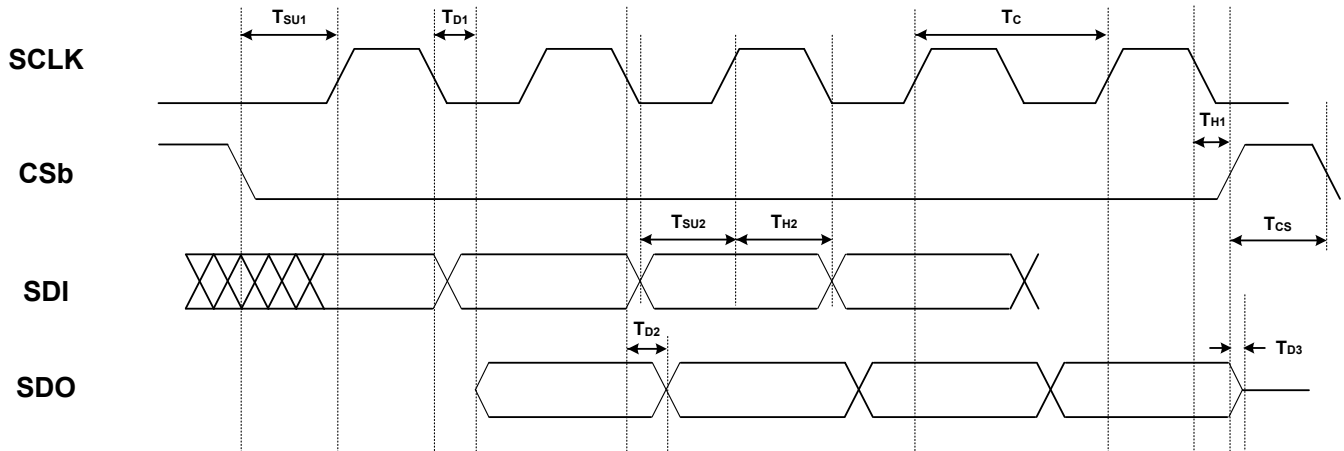 TSU1
TD1
TC
SCLK
TH1
CSb
TSU2
TH2
TCS
SDI
TD2
TD3
SDO